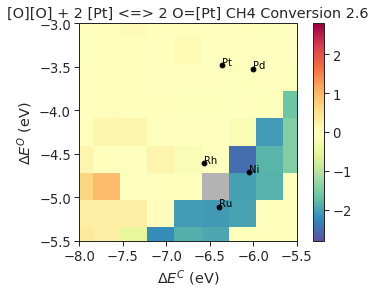 [O][O] + 2 [Pt] <=> 2 O=[Pt] CH4 Conversion 2.6
−3.0
−3.5
−4.0
−4.5
−5.0
−5.5
ΔE^O (eV)
Pt
Pd
Rh
Ni
Ru
−8.0 −7.5 −7.0 −6.5 −6.0 −5.5
ΔE^C (eV)
2
1
0
−1
−2